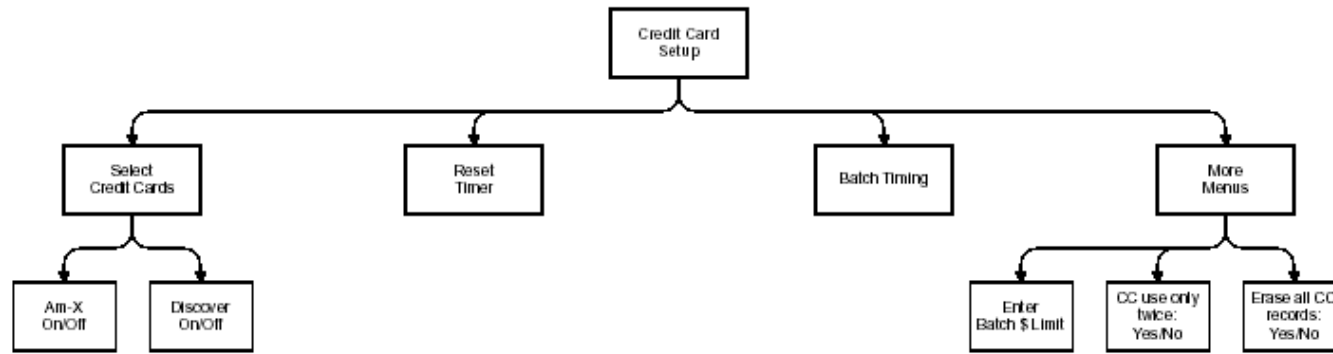 Credit Card
Setup
Select
Credit Cards
Reset
Timer
Batch Timing
More
Menus
Am-X
On/Off
Discover
On/Off
Enter
Batch $ Limit
CC use only
twice:
Yes/No
Erase all CC
records:
Yes/No